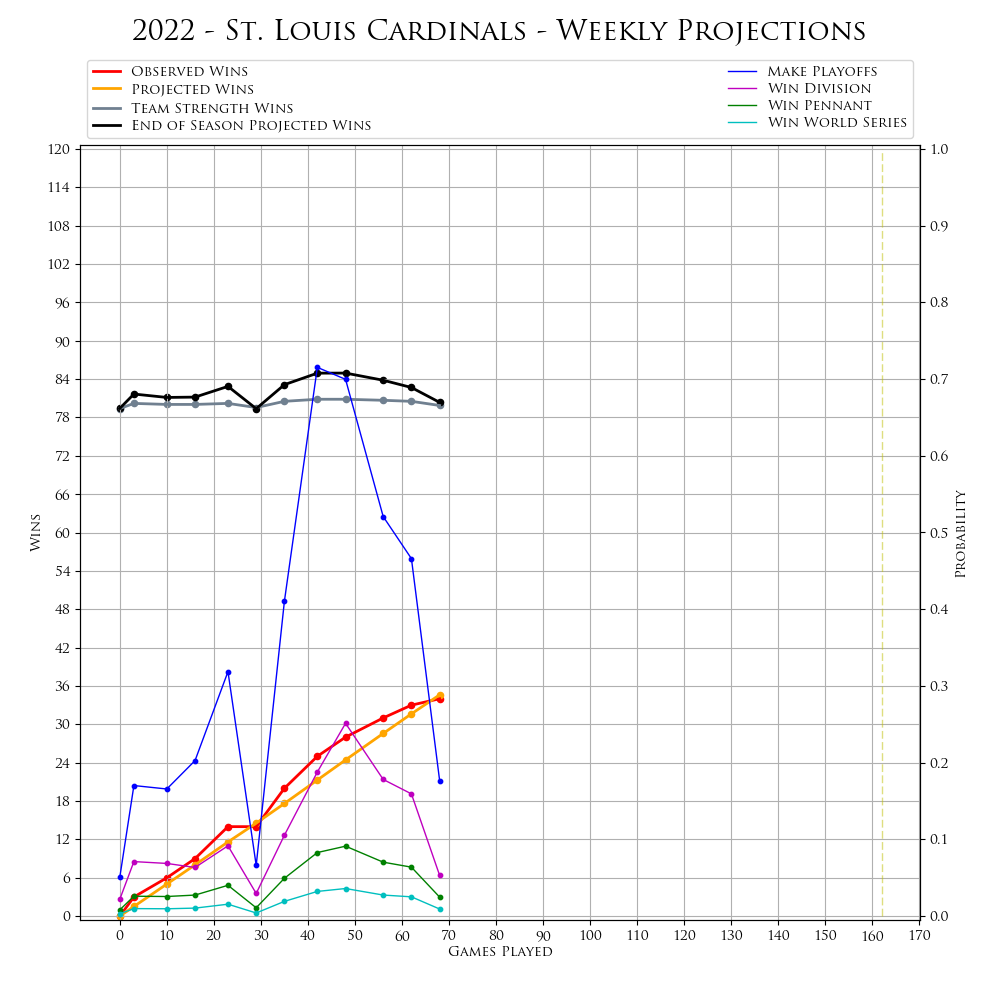 2022 - St. Louis Cardinals - Weekly Projections
Observed Wins
Projected Wins
Team Strength Wins
End of Season Projected Wins
Make Playoffs
Win Division
Win Pennant
Win World Series
120
114
108
102
96
90
84
78
72
66
60
54
48
42
36
30
24
18
12
6
0
Wins
1.0
0.9
0.8
0.7
0.6
0.5
0.4
0.3
0.2
0.1
0.0
Probability
0 10 20 30 40 50 60 70 80 90 100 110 120 130 140 150 160 170
Games Played